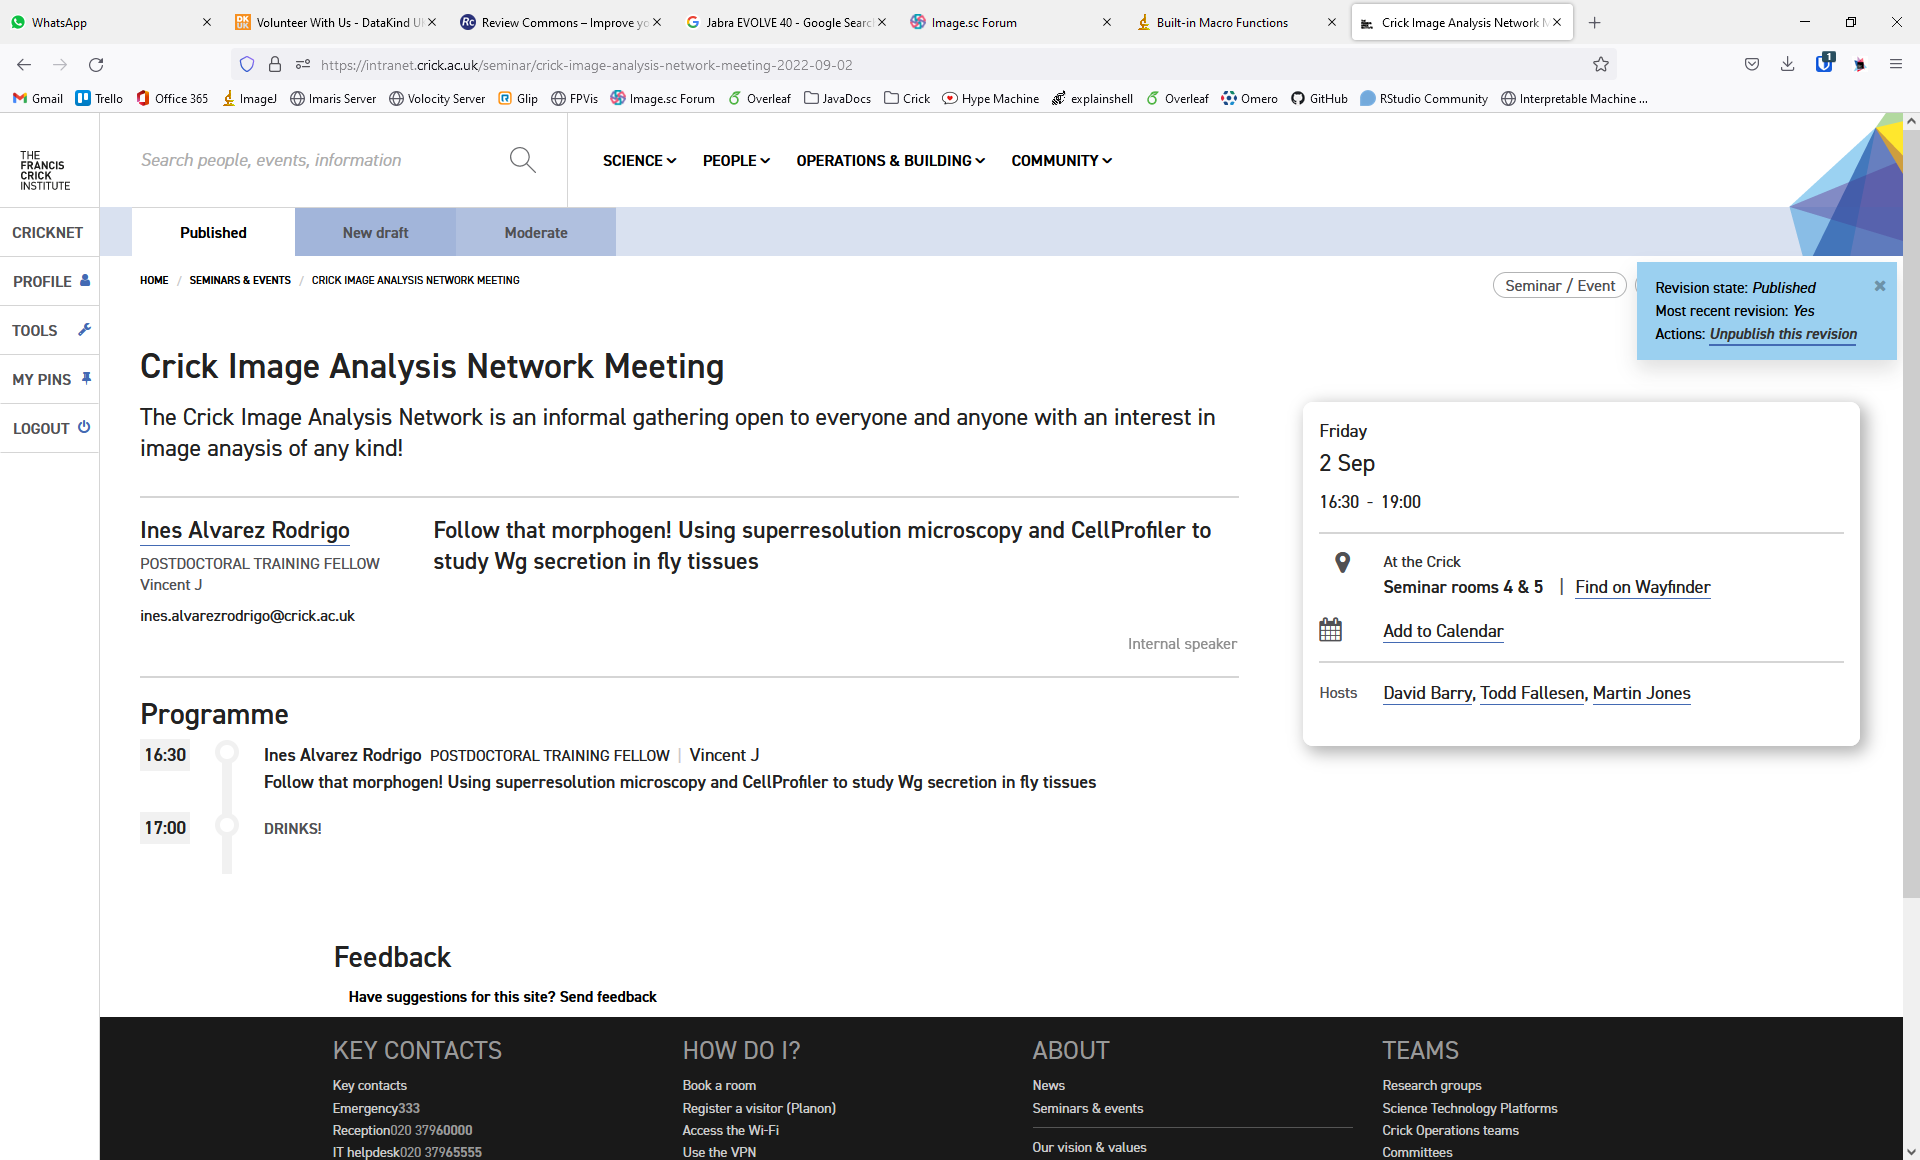 WhatsApp
Volunteer With Us - DataKind U
Review Commons – Improve yo
Jabra EVOLVE 40 - Google Searc
Image.sc Forum
Built-in Macro Functions
Crick Image Analysis Network M
https://intranet.crick.ac.uk/seminar/crick-image-analysis-network-meeting-2022-09-02
1
Gmail Trello Office 365 ImageJ Imaris Server Volocity Server Glip FPVis Image.sc Forum Overleaf JavaDocs Crick Hype Machine explainshell Overleaf Omero GitHub RStudio Community Interpretable Machine ...
THE
FRANCIS
CRICK
INSTITUTE
Search people, events, information
SCIENCE PEOPLE OPERATIONS & BUILDING COMMUNITY
CRICKNET
PROFILE
TOOLS
MY PINS
LOGOUT
Published New draft Moderate
HOME / SEMINARS & EVENTS / CRICK IMAGE ANALYSIS NETWORK MEETING
Seminar / Event
Revision state: Published
Most recent revision: Yes
Actions: Unpublish this revision
Crick Image Analysis Network Meeting
The Crick Image Analysis Network is an informal gathering open to everyone and anyone with an interest in
image anaysis of any kind!
Ines Alvarez Rodrigo
POSTDOCTORAL TRAINING FELLOW
Vincent J
ines.alvarezrodrigo@crick.ac.uk
Follow that morphogen! Using superresolution microscopy and CellProfiler to
study Wg secretion in fly tissues
Internal speaker
Friday
2 Sep
16:30 - 19:00
At the Crick
Seminar rooms 4 & 5 | Find on Wayfinder
Add to Calendar
Hosts David Barry, Todd Fallesen, Martin Jones
Programme
16:30 Ines Alvarez Rodrigo POSTDOCTORAL TRAINING FELLOW | Vincent J
Follow that morphogen! Using superresolution microscopy and CellProfiler to study Wg secretion in fly tissues
17:00 DRINKS!
Feedback
Have suggestions for this site? Send feedback
KEY CONTACTS
Key contacts
Emergency333
Reception020 37960000
IT helpdesk020 37965555
HOW DO I?
Book a room
Register a visitor (Planon)
Access the Wi-Fi
Use the VPN
ABOUT
News
Seminars & events
Our vision & values
TEAMS
Research groups
Science Technology Platforms
Crick Operations teams
Committees